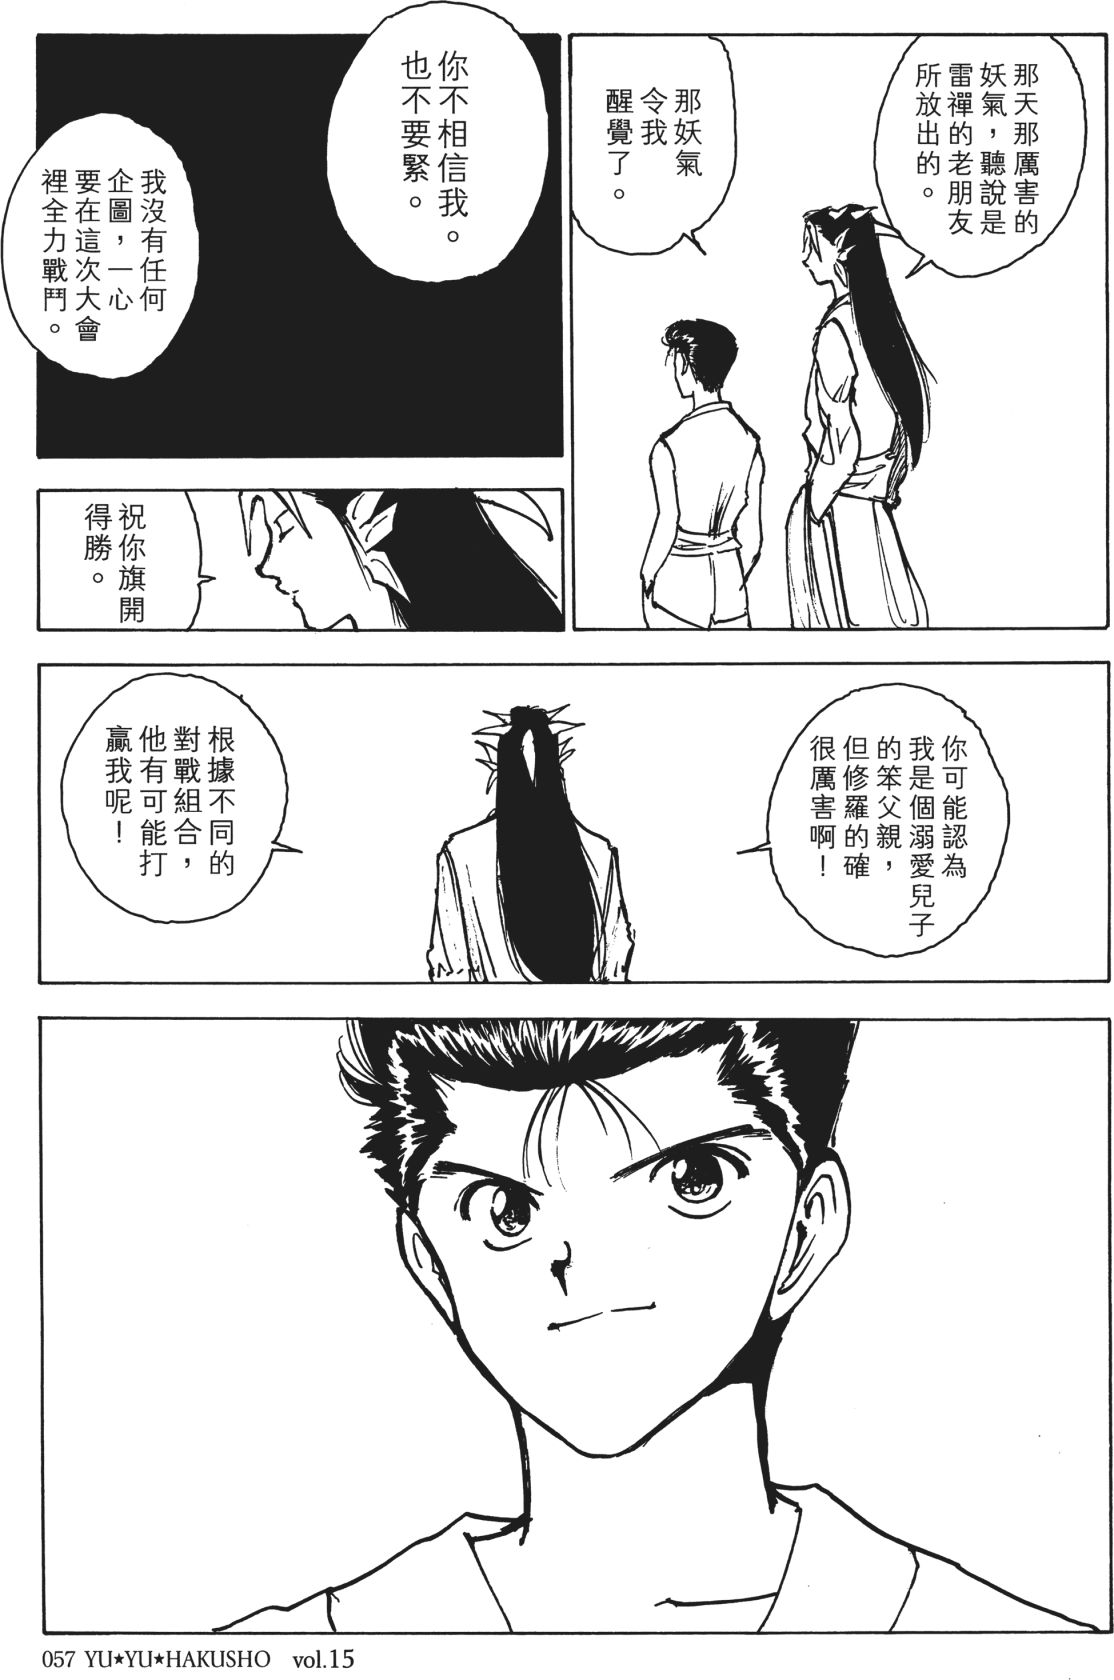 那天那厲害的
妖氣，聽說是
雷禪的老朋友
所放出的。
那妖氣
令我
醒覺了。
你不相信我。
也不要緊。
我沒有任何
企圖，一心
要在這次大會
裡全力戰鬥。
祝你旗開
得勝。
你可能認為
我是個溺愛兒子
的笨父親，
但修羅的確
很厲害啊！
根據不同的
對戰組合，
他有可能打
贏我呢！
057 YU★YU★HAKUSHO vol.15